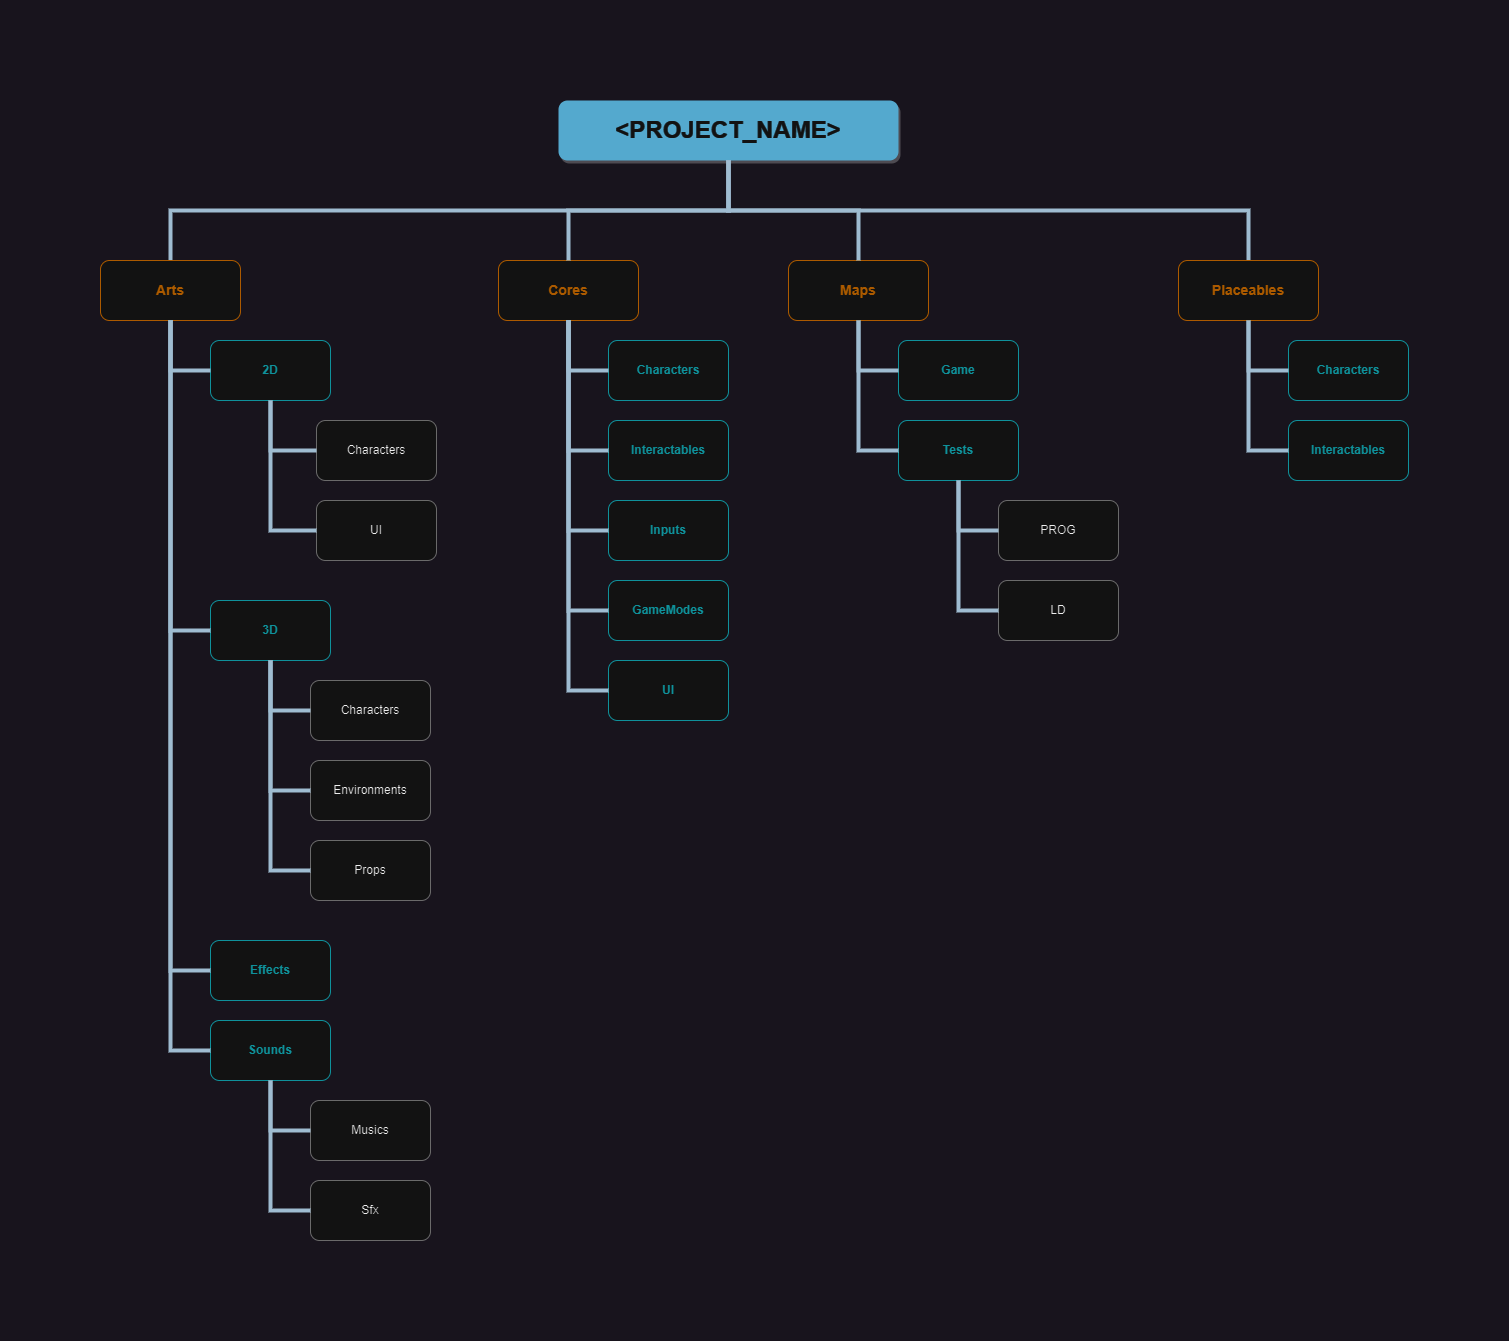 <PROJECT_NAME>
Arts
2D
Characters
UI
3D
Characters
Environments
Props
Effects
Sounds
Musics
Sfx
Cores
Characters
Interactables
Inputs
GameModes
UI
Maps
Game
Tests
PROG
LD
Placeables
Characters
Interactables